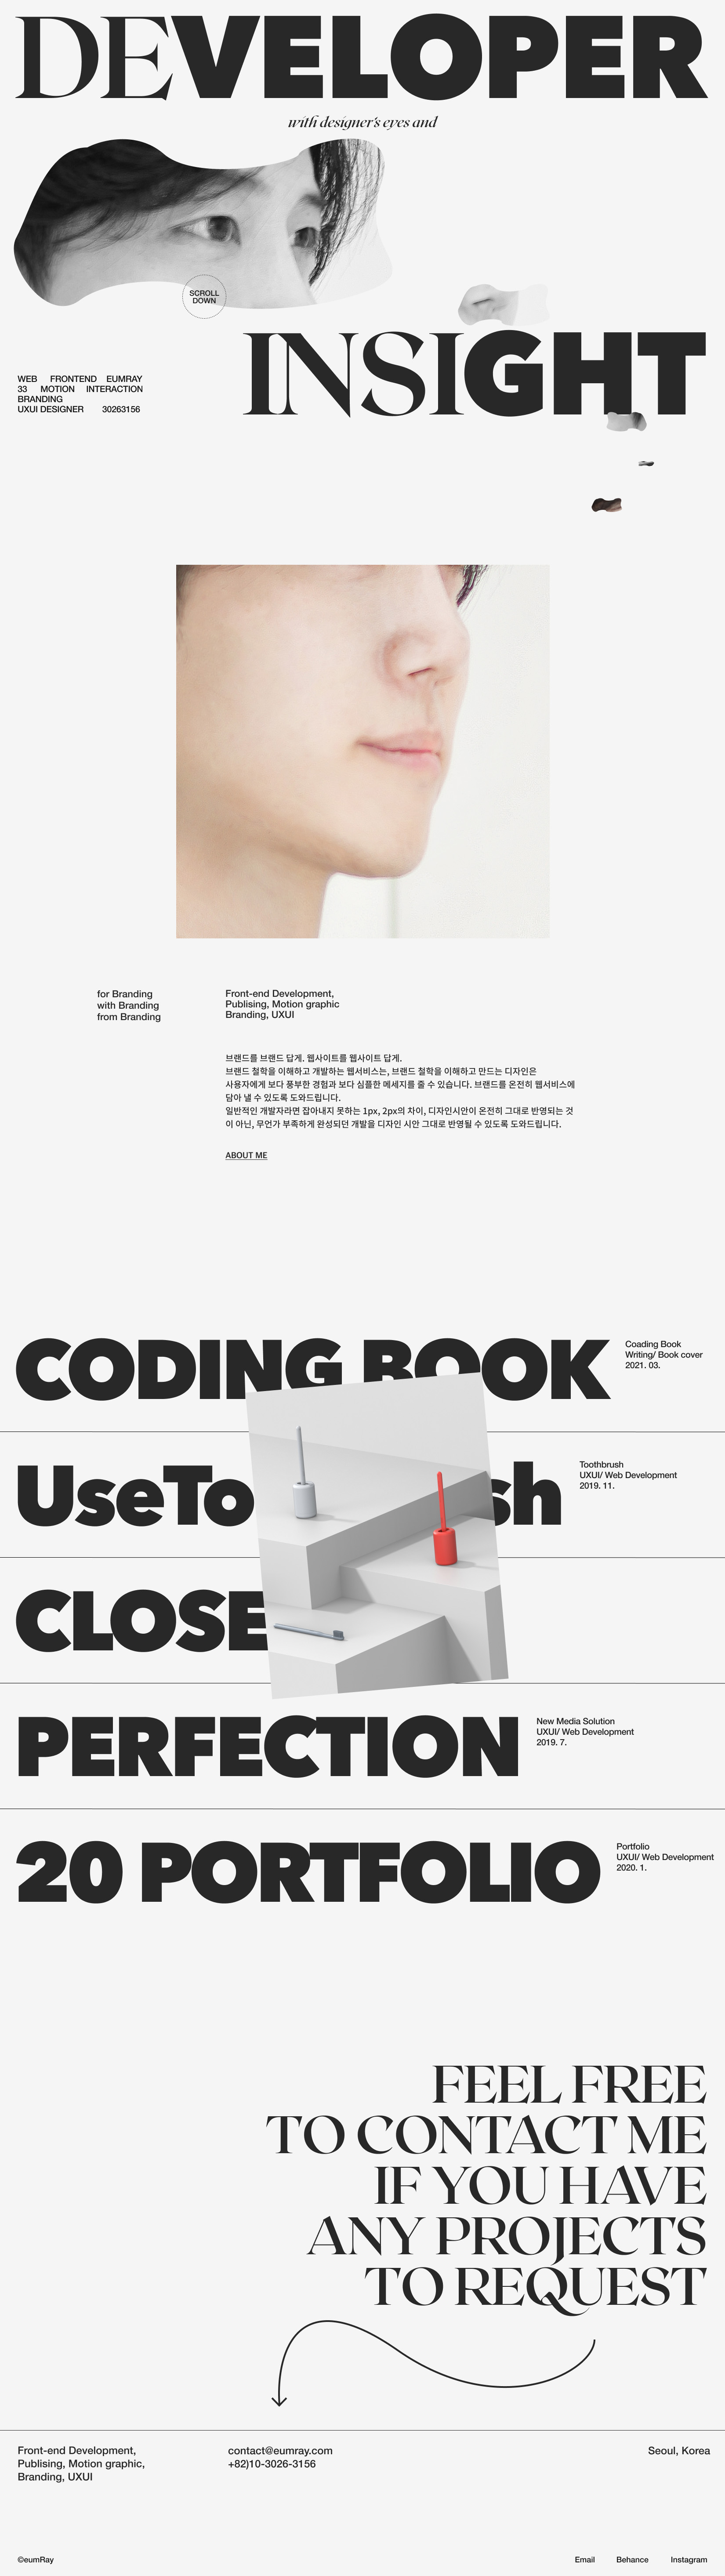 DEVELOPER
with designer's eyes and
SCROLL
DOWN
INSIGHT
WEB FRONTEND EUMRAY
33 MOTION INTERACTION
BRANDING
UXUI DESIGNER 30263156
for Branding
with Branding
from Branding
Front-end Development,
Publising, Motion graphic
Branding, UXUI
브랜드를 브랜드 답게. 웹사이트를 웹사이트 답게.
브랜드 철학을 이해하고 개발하는 웹서비스는, 브랜드 철학을 이해하고 만드는 디자인은
사용자에게 보다 풍부한 경험과 보다 심플한 메세지를 줄 수 있습니다. 브랜드를 온전히 웹서비스에
담아 낼 수 있도록 도와드립니다.
일반적인 개발자라면 잡아내지 못하는 1px, 2px의 차이, 디자인시안이 온전히 그대로 반영되는 것
이 아닌, 무언가 부족하게 완성되던 개발을 디자인 시안 그대로 반영될 수 있도록 도와드립니다.
ABOUT ME
CODING BOOK
Coading Book
Writing/ Book cover
2021. 03.
Toothbrush
UXUI/ Web Development
2019. 11.
CLOSE
PERFECTION
New Media Solution
UXUI/ Web Development
2019. 7.
20 PORTFOLIO
Portfolio
UXUI/ Web Development
2020. 1.
FEEL FREE
TO CONTACT ME
IF YOU HAVE
ANY PROJECTS
TO REQUEST
Front-end Development,
Publising, Motion graphic,
Branding, UXUI
contact@eumray.com
+82)10-3026-3156
Seoul, Korea
©eumRay
Email Behance Instagram